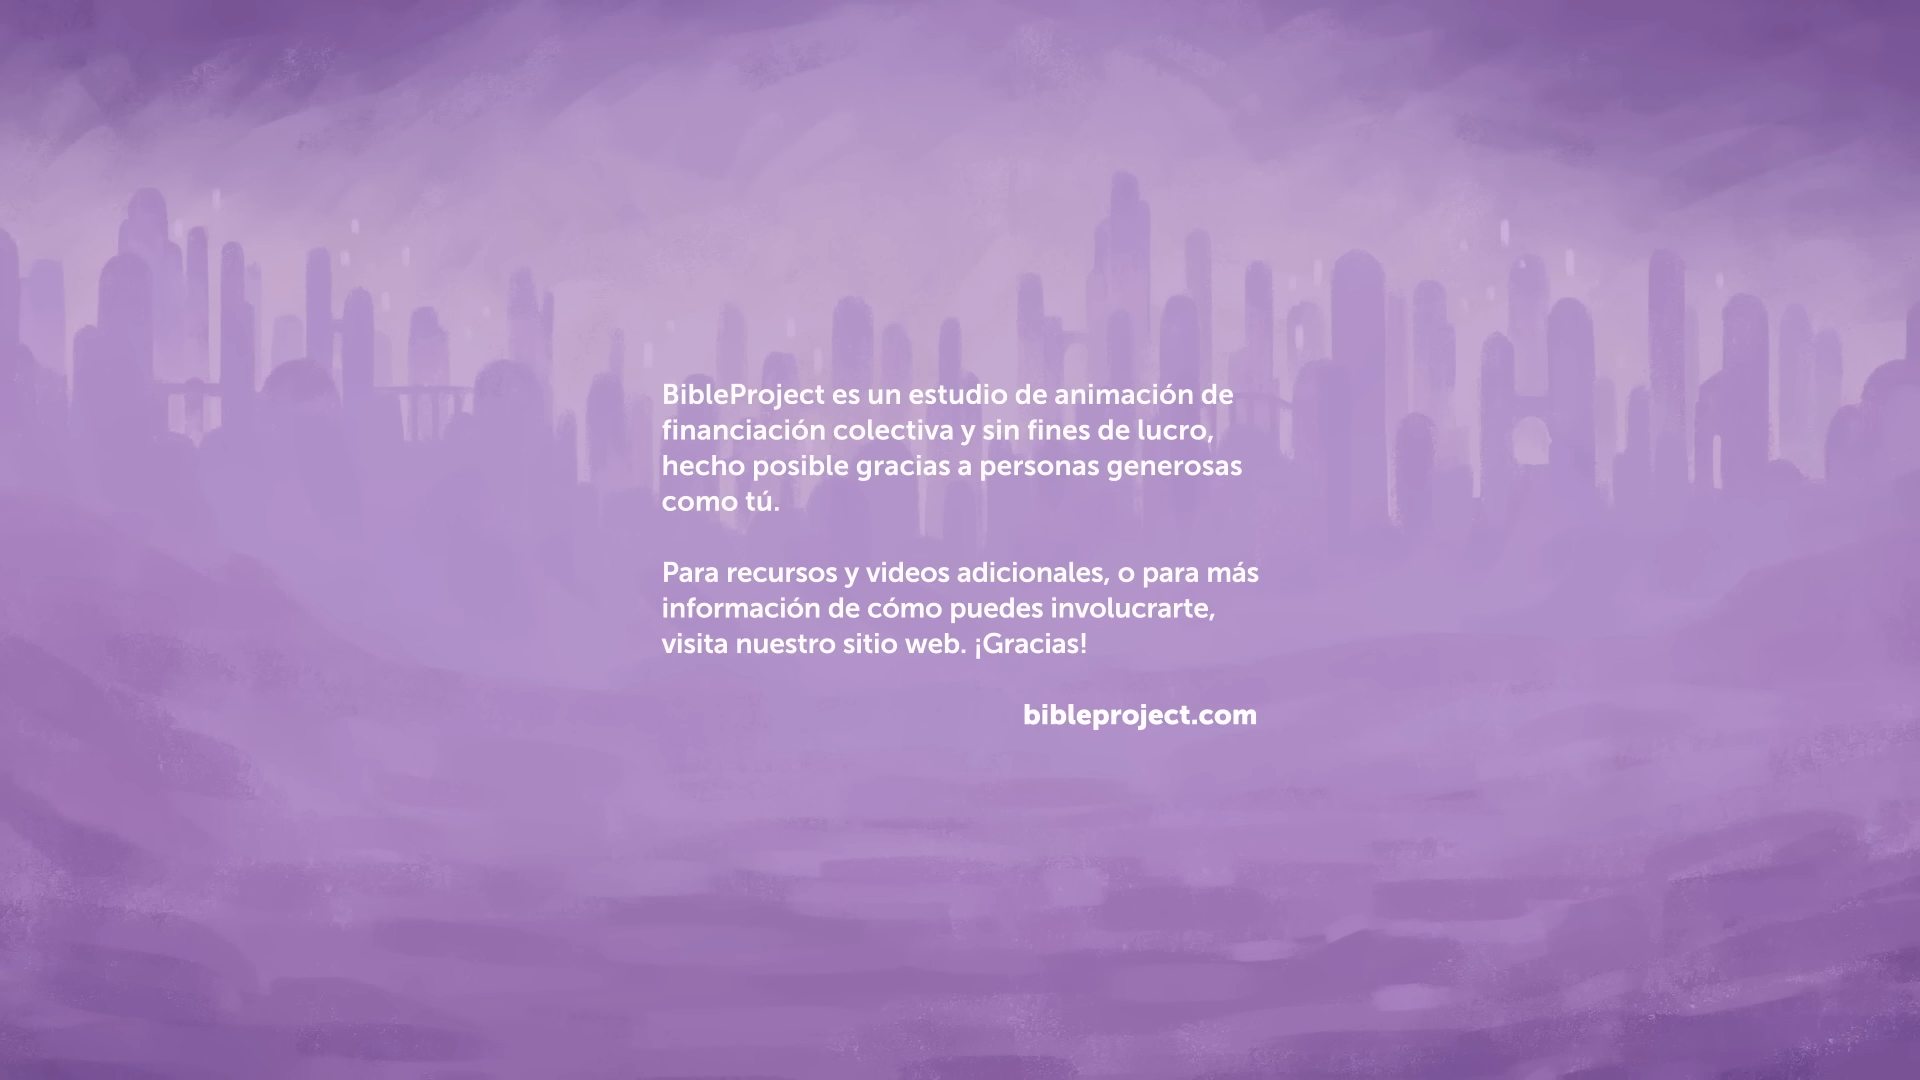 BibleProject es un estudio de animación de
financiación colectiva y sin fines de lucro,
hecho posible gracias a personas generosas
como tú.
Para recursos y videos adicionales, o para más
información de cómo puedes involucrarte,
visita nuestro sitio web. ¡Gracias!
bibleproject.com